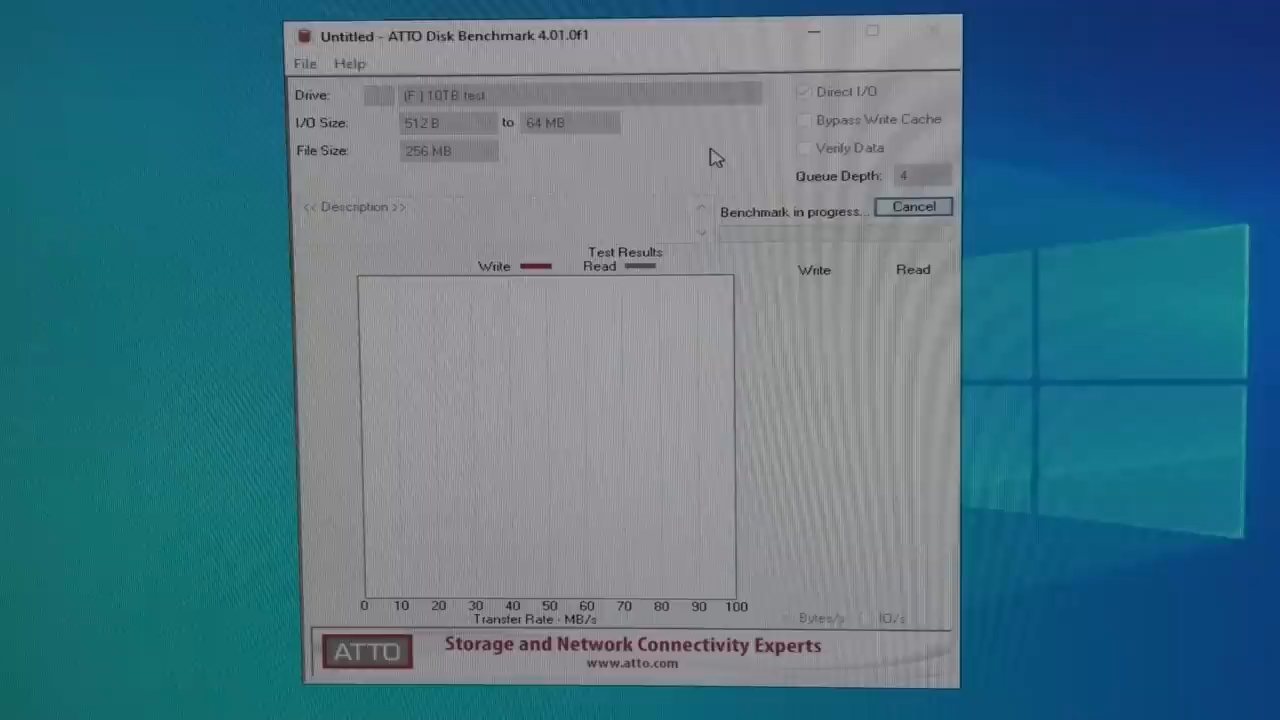 Untitled - ATTO Disk Benchmark 4.01.0f1
File Help
Drive: [F:] 10TB test
I/O Size: 512 B to 64 MB
File Size: 256 MB
Direct I/O
Bypass Write Cache
Verify Data
Queue Depth: 4
<< Description >>
Benchmark in progress... Cancel
Test Results
Write Read
Write Read
0 10 20 30 40 50 60 70 80 90 100
Transfer Rate - MB/s
Bytes/s IO/s
ATTO
Storage and Network Connectivity Experts
www.atto.com